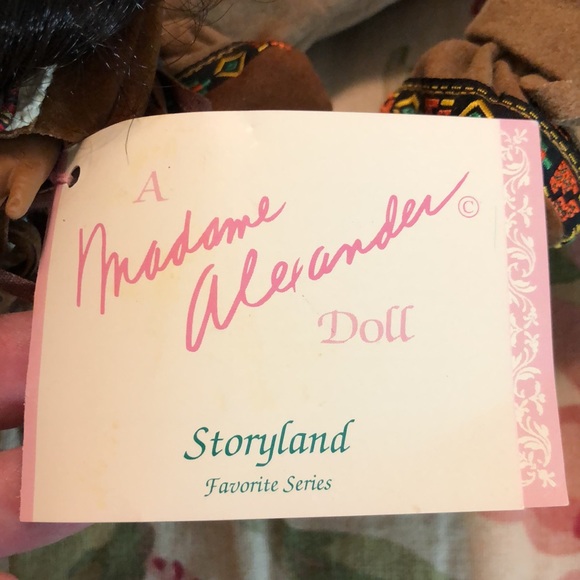 A
Madame
Alexander ©
Doll
Storyland
Favorite Series